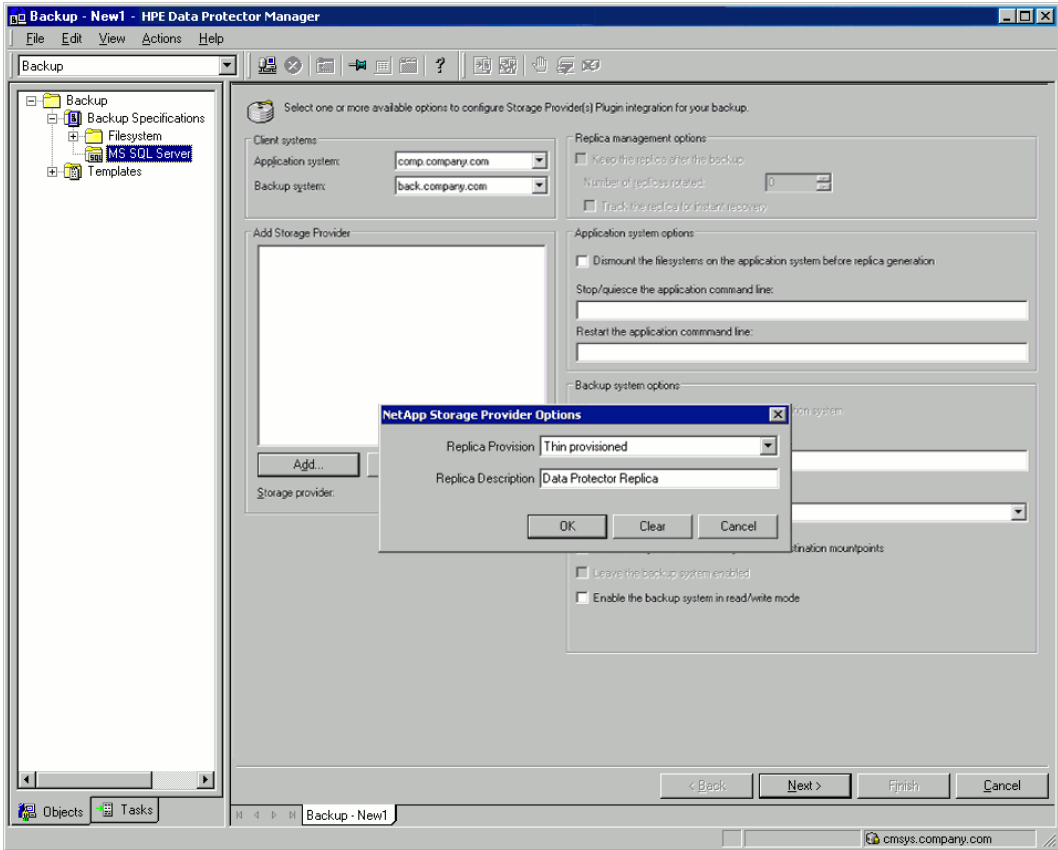 Backup - New1 - HPE Data Protector Manager
File Edit View Actions Help
Backup
Backup
Backup Specifications
Filesystem
MS SQL Server
Templates
Select one or more available options to configure Storage Provider(s) Plugin integration for your backup.
Client systems
Application system: comp.company.com
Backup system: back.company.com
Replica management options
Keep the replica after the backup
Number of replicas rotated: 0
Track the replica for instant recovery
Add Storage Provider
Add...
Storage provider:
Application system options
Dismount the filesystems on the application system before replica generation
Stop/quiesce the application command line:
Restart the application commmand line:
Backup system options
system
NetApp Storage Provider Options
Replica Provision Thin provisioned
Replica Description Data Protector Replica
OK Clear Cancel
mountpoints
Leave the backup system enabled
Enable the backup system in read/write mode
< Back Next > Finish Cancel
Objects Tasks
Backup - New1
cmsys.company.com